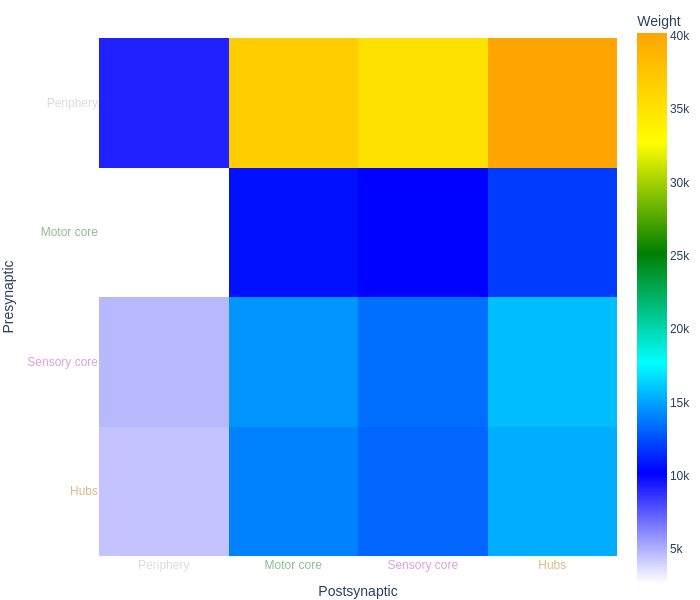 Weight
40k
35k
30k
25k
20k
15k
10k
5k
Presynaptic
Periphery
Motor core
Sensory core
Hubs
Periphery Motor core Sensory core Hubs
Postsynaptic